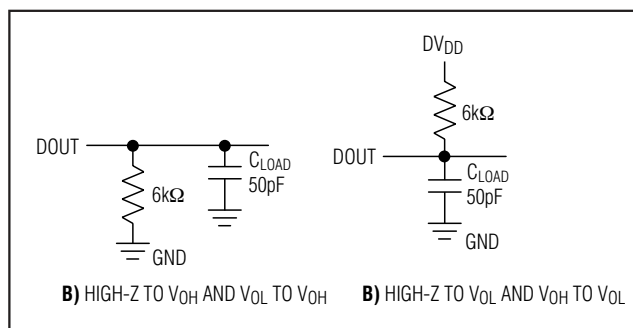 DOUT
6kΩ
C_LOAD
50pF
GND
B) HIGH-Z TO V_OH AND V_OL TO V_OH
DV_DD
6kΩ
DOUT
C_LOAD
50pF
GND
B) HIGH-Z TO V_OL AND V_OH TO V_OL